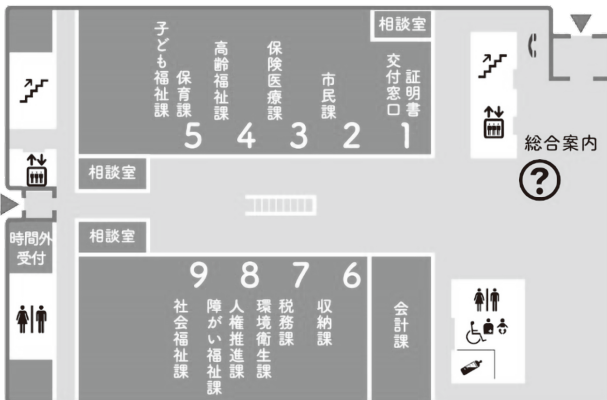 相談室
子ども福祉課
保育課
高齢福祉課
保険医療課
市民課
証明書
交付窓口
5
4
3
2
1
総合案内
?
相談室
相談室
時間外
受付
9
8
7
6
社会福祉課
障がい福祉課
人権推進課
環境衛生課
税務課
収納課
会計課